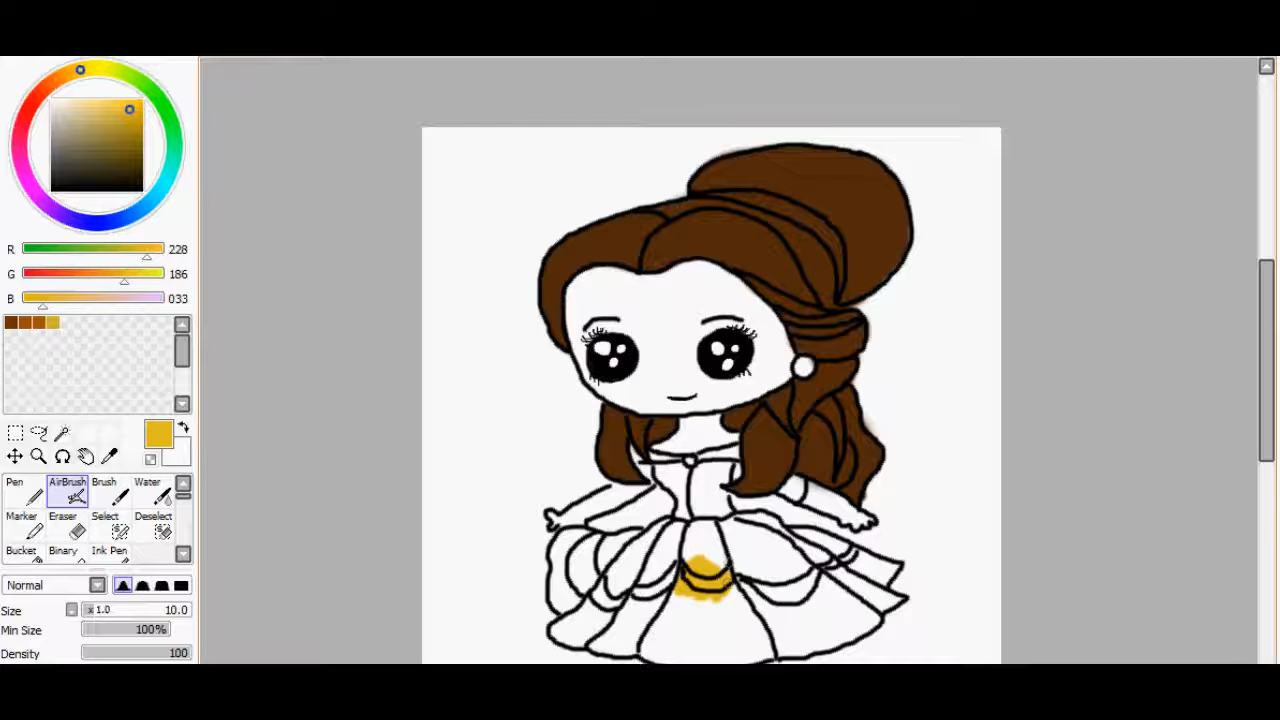 R 228
G 186
B 033
Pen AirBrush Brush Water
Marker Eraser Select Deselect
Bucket Binary Ink Pen
Normal
Size x 1.0 10.0
Min Size 100%
Density 100